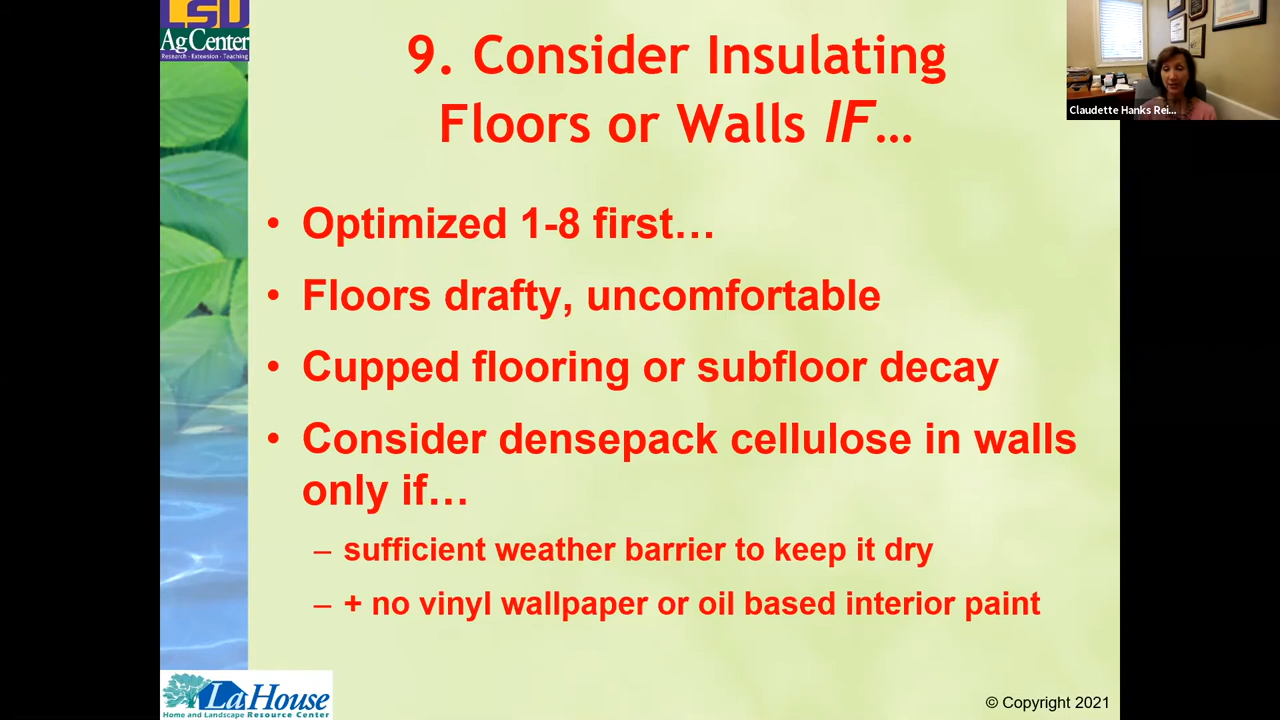 LSU
AgCenter
Research · Extension · Teaching
9. Consider Insulating
Floors or Walls IF…
Claudette Hanks Rei...
• Optimized 1-8 first…
• Floors drafty, uncomfortable
• Cupped flooring or subfloor decay
• Consider densepack cellulose in walls
only if…
– sufficient weather barrier to keep it dry
– + no vinyl wallpaper or oil based interior paint
LaHouse
Home and Landscape Resource Center
© Copyright 2021